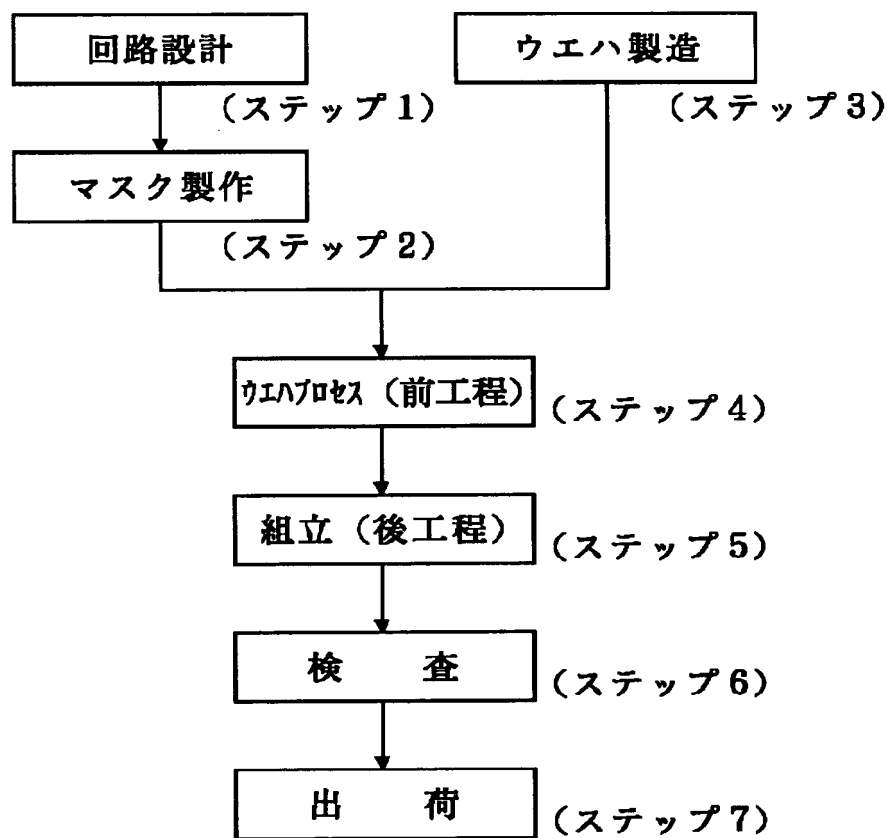 回路設計
ウエハ製造
(ステップ1)
(ステップ3)
マスク製作
(ステップ2)
ウエハプロセス(前工程)
(ステップ4)
組立(後工程)
(ステップ5)
検 査
(ステップ6)
出 荷
(ステップ7)